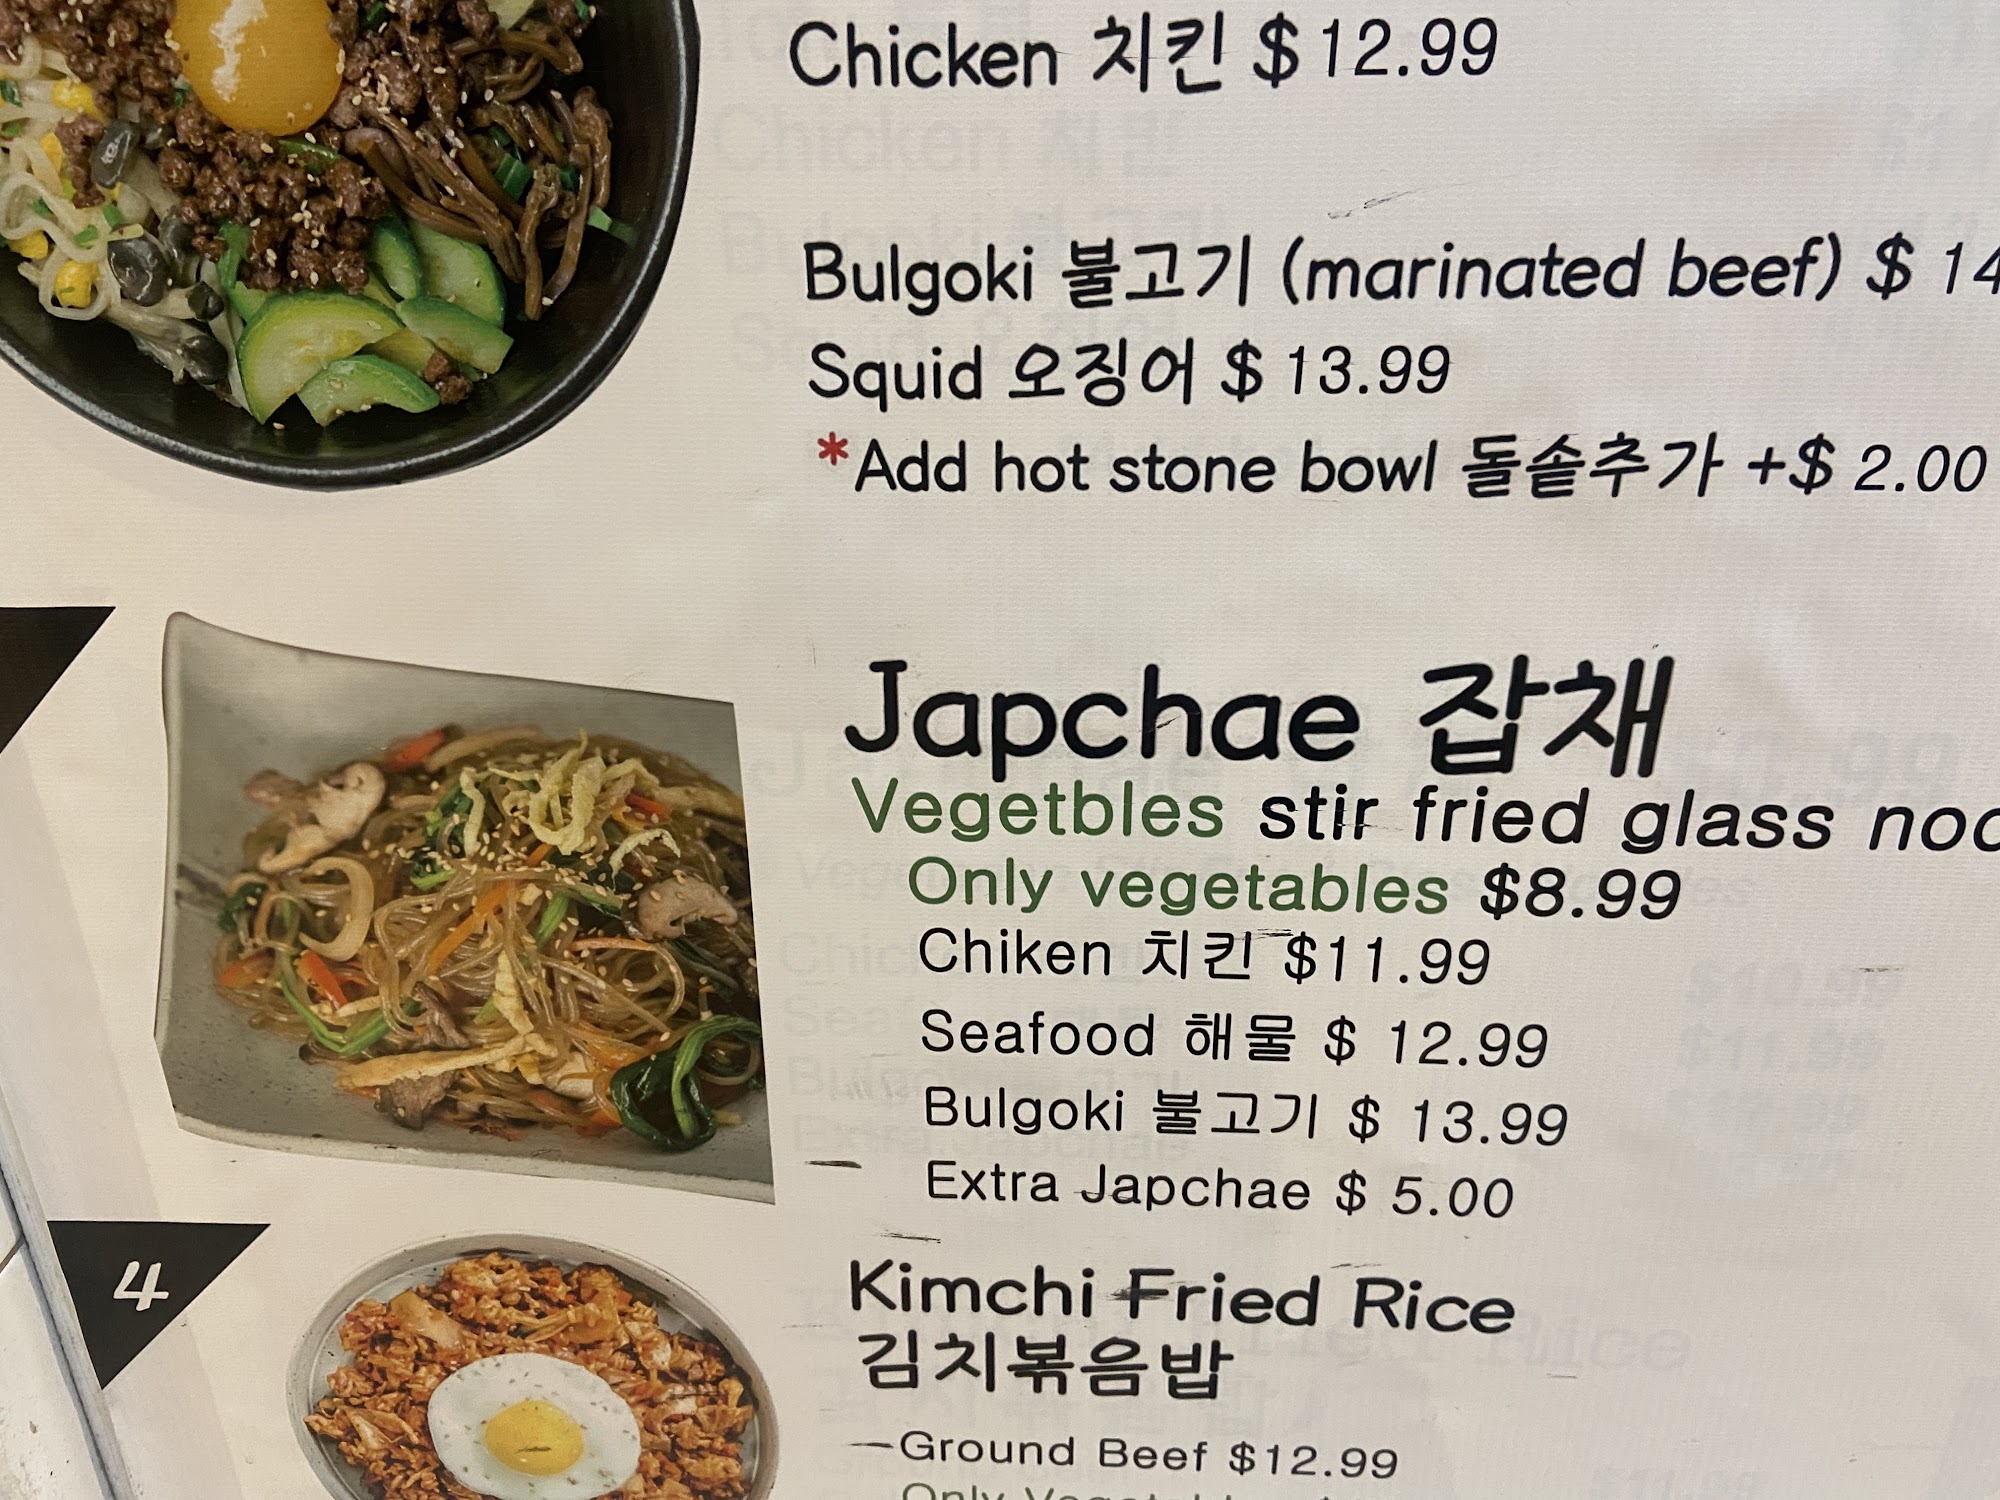 Chicken 치킨 $12.99
Bulgoki 불고기 (marinated beef) $ 14
Squid 오징어 $ 13.99
*Add hot stone bowl 돌솥추가 +$ 2.00
Japchae 잡채
Vegetbles stir fried glass noo
Only vegetables $8.99
Chiken 치킨 $11.99
Seafood 해물 $ 12.99
Bulgoki 불고기 $ 13.99
Extra Japchae $ 5.00
4
Kimchi Fried Rice
김치볶음밥
Ground Beef $12.99